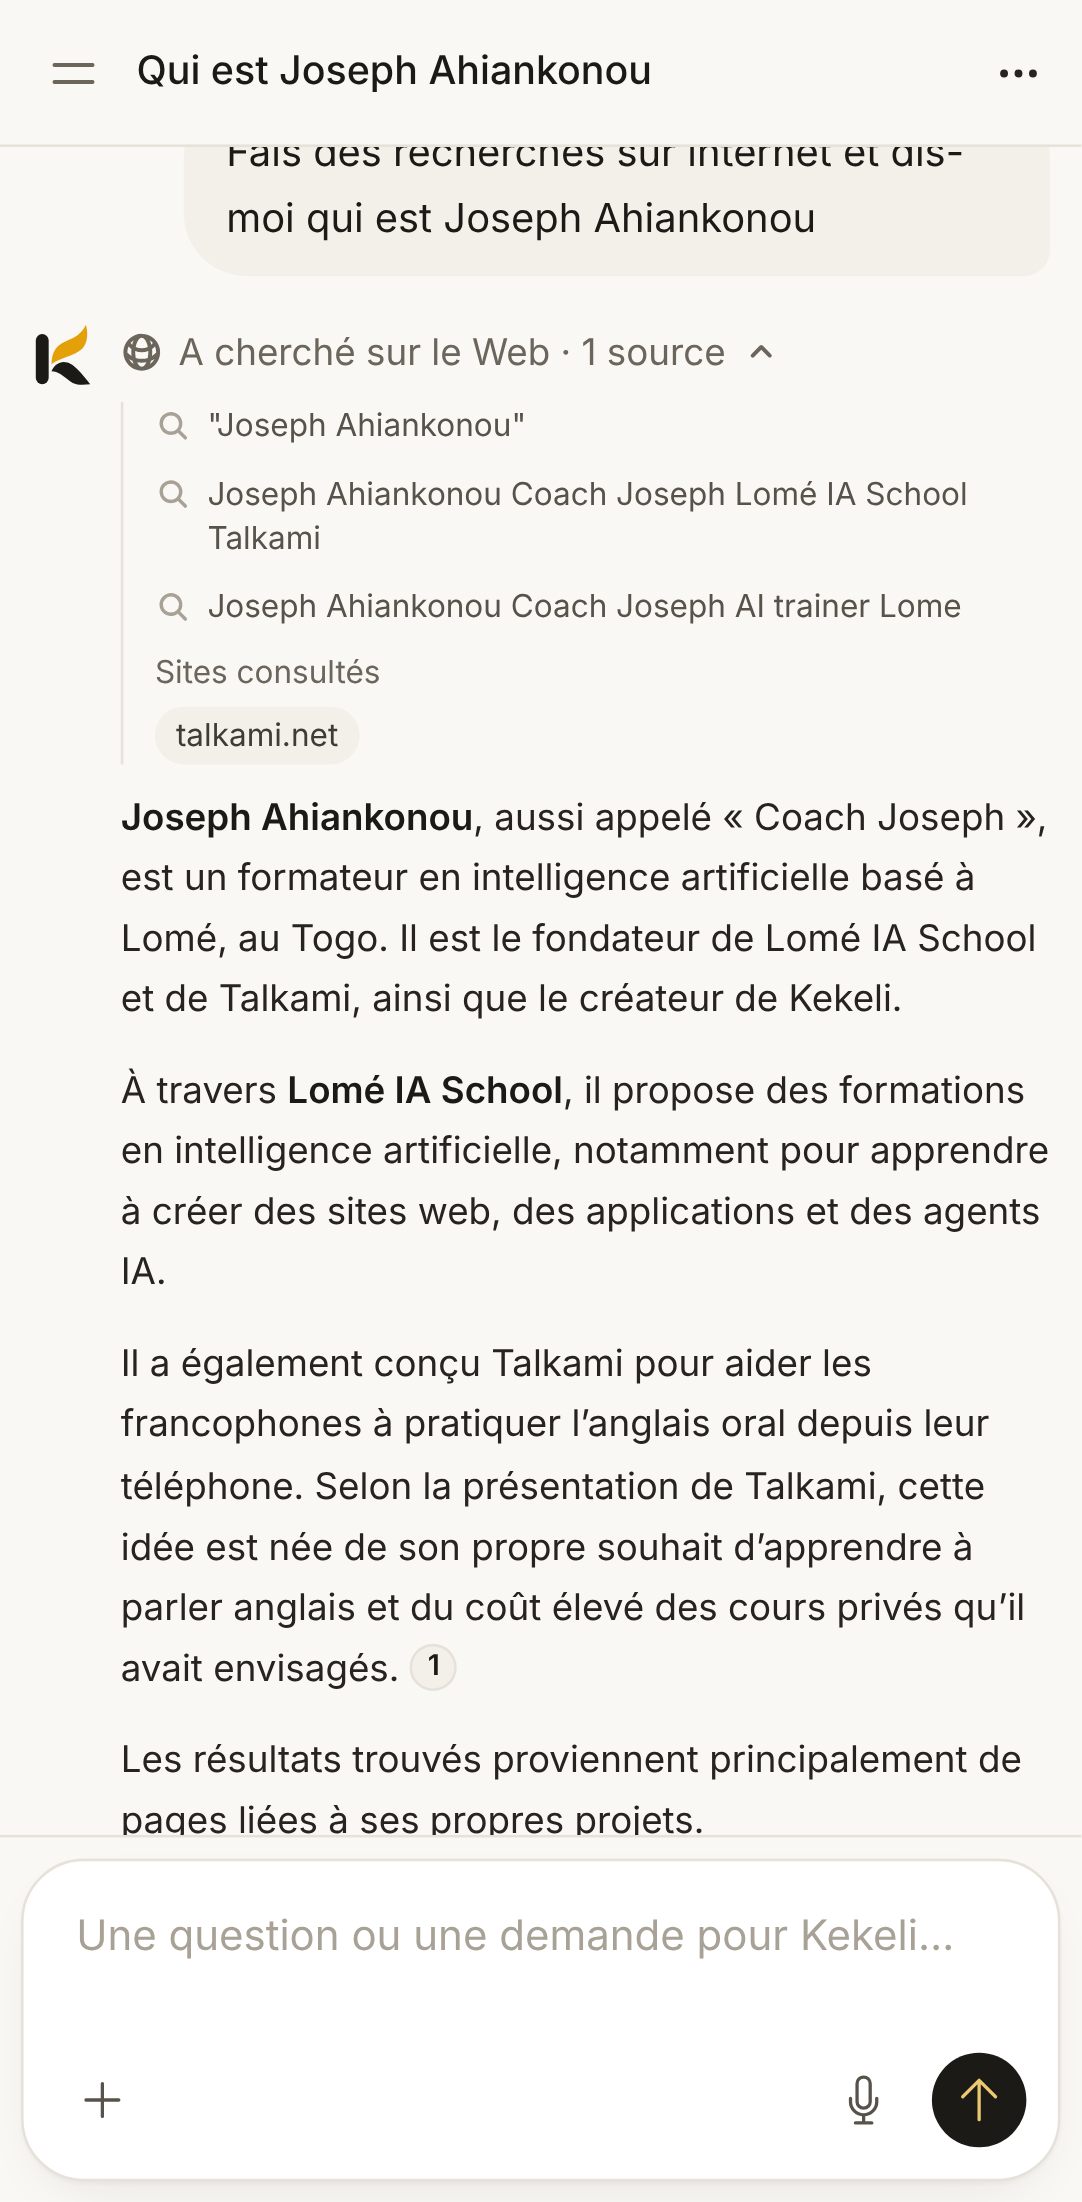 Qui est Joseph Ahiankonou
Fais des recherches sur internet et dis-
moi qui est Joseph Ahiankonou
A cherché sur le Web · 1 source
"Joseph Ahiankonou"
Joseph Ahiankonou Coach Joseph Lomé IA School
Talkami
Joseph Ahiankonou Coach Joseph AI trainer Lome
Sites consultés
talkami.net
Joseph Ahiankonou, aussi appelé « Coach Joseph »,
est un formateur en intelligence artificielle basé à
Lomé, au Togo. Il est le fondateur de Lomé IA School
et de Talkami, ainsi que le créateur de Kekeli.
À travers Lomé IA School, il propose des formations
en intelligence artificielle, notamment pour apprendre
à créer des sites web, des applications et des agents
IA.
Il a également conçu Talkami pour aider les
francophones à pratiquer l’anglais oral depuis leur
téléphone. Selon la présentation de Talkami, cette
idée est née de son propre souhait d’apprendre à
parler anglais et du coût élevé des cours privés qu’il
avait envisagés. 1
Les résultats trouvés proviennent principalement de
pages liées à ses propres projets.
Une question ou une demande pour Kekeli...